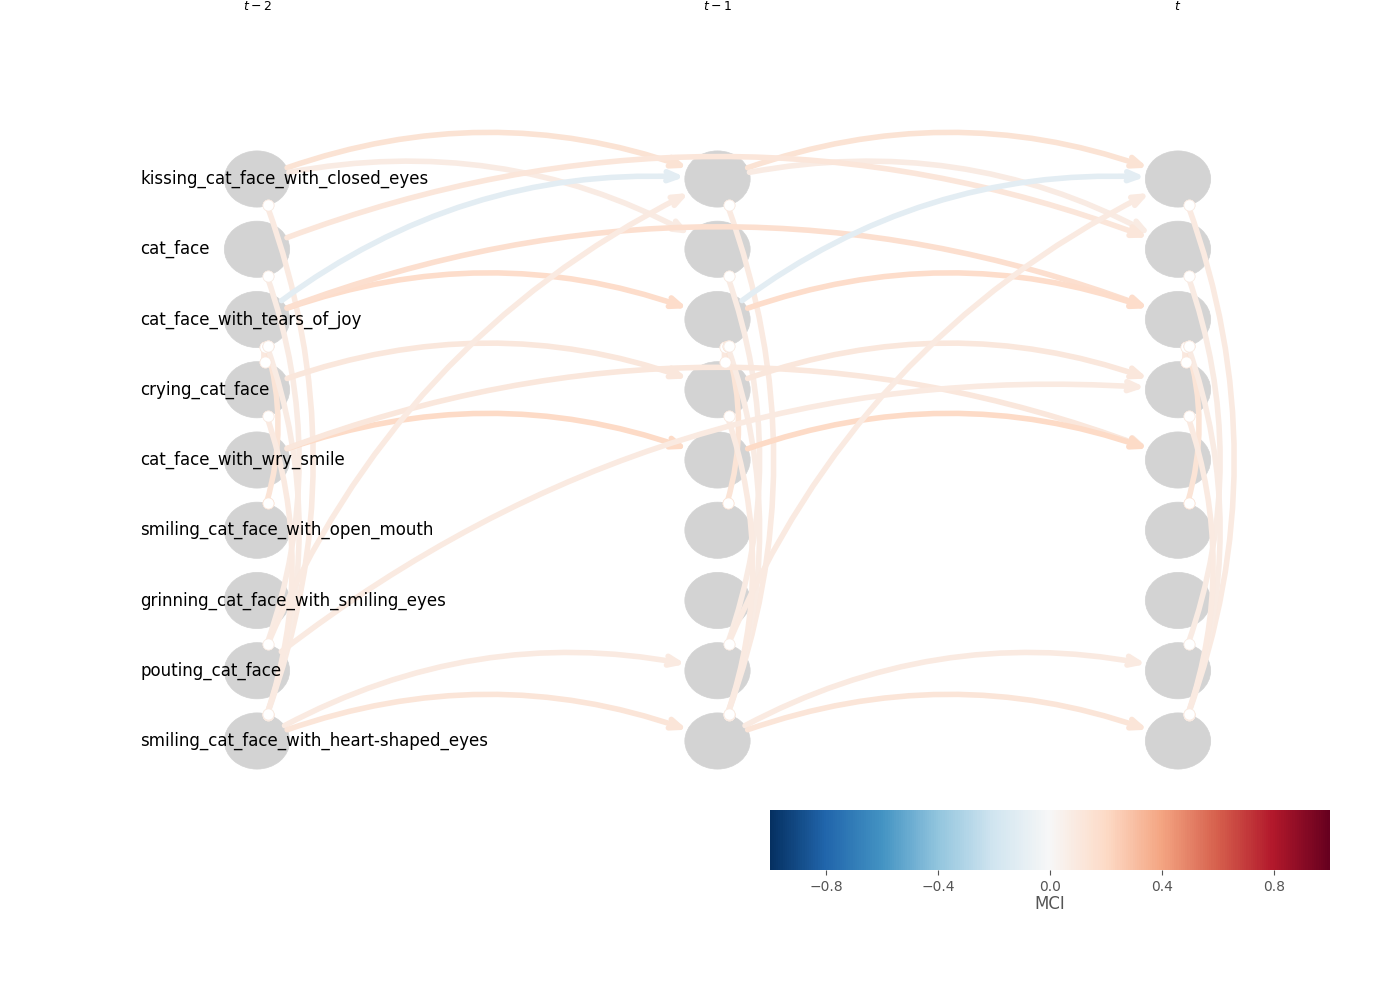 t − 2 t − 1 t
kissing_cat_face_with_closed_eyes
cat_face
cat_face_with_tears_of_joy
crying_cat_face
cat_face_with_wry_smile
smiling_cat_face_with_open_mouth
grinning_cat_face_with_smiling_eyes
pouting_cat_face
smiling_cat_face_with_heart-shaped_eyes
−0.8 −0.4 0.0 0.4 0.8
MCI